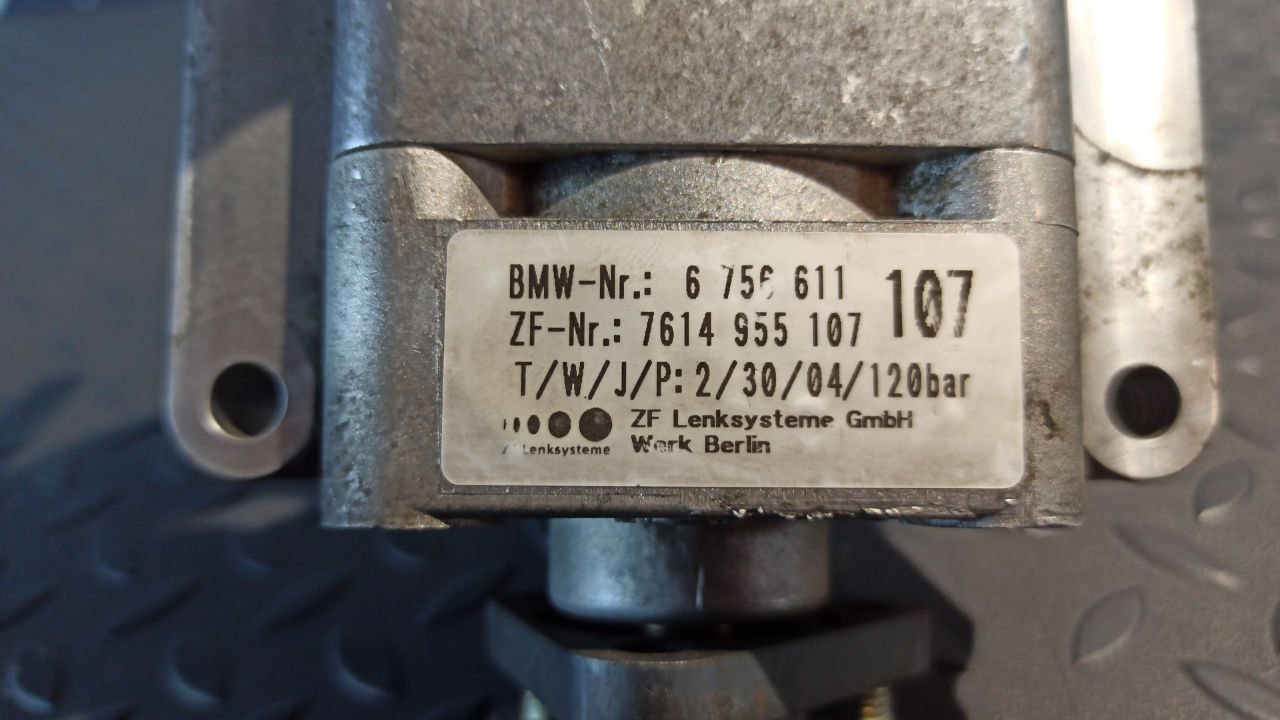 BMW-Nr.: 6 756 611 107
ZF-Nr.: 7614 955 107
T/W/J/P: 2/30/04/120bar
ZF Lenksysteme GmbH
Lenksysteme Werk Berlin